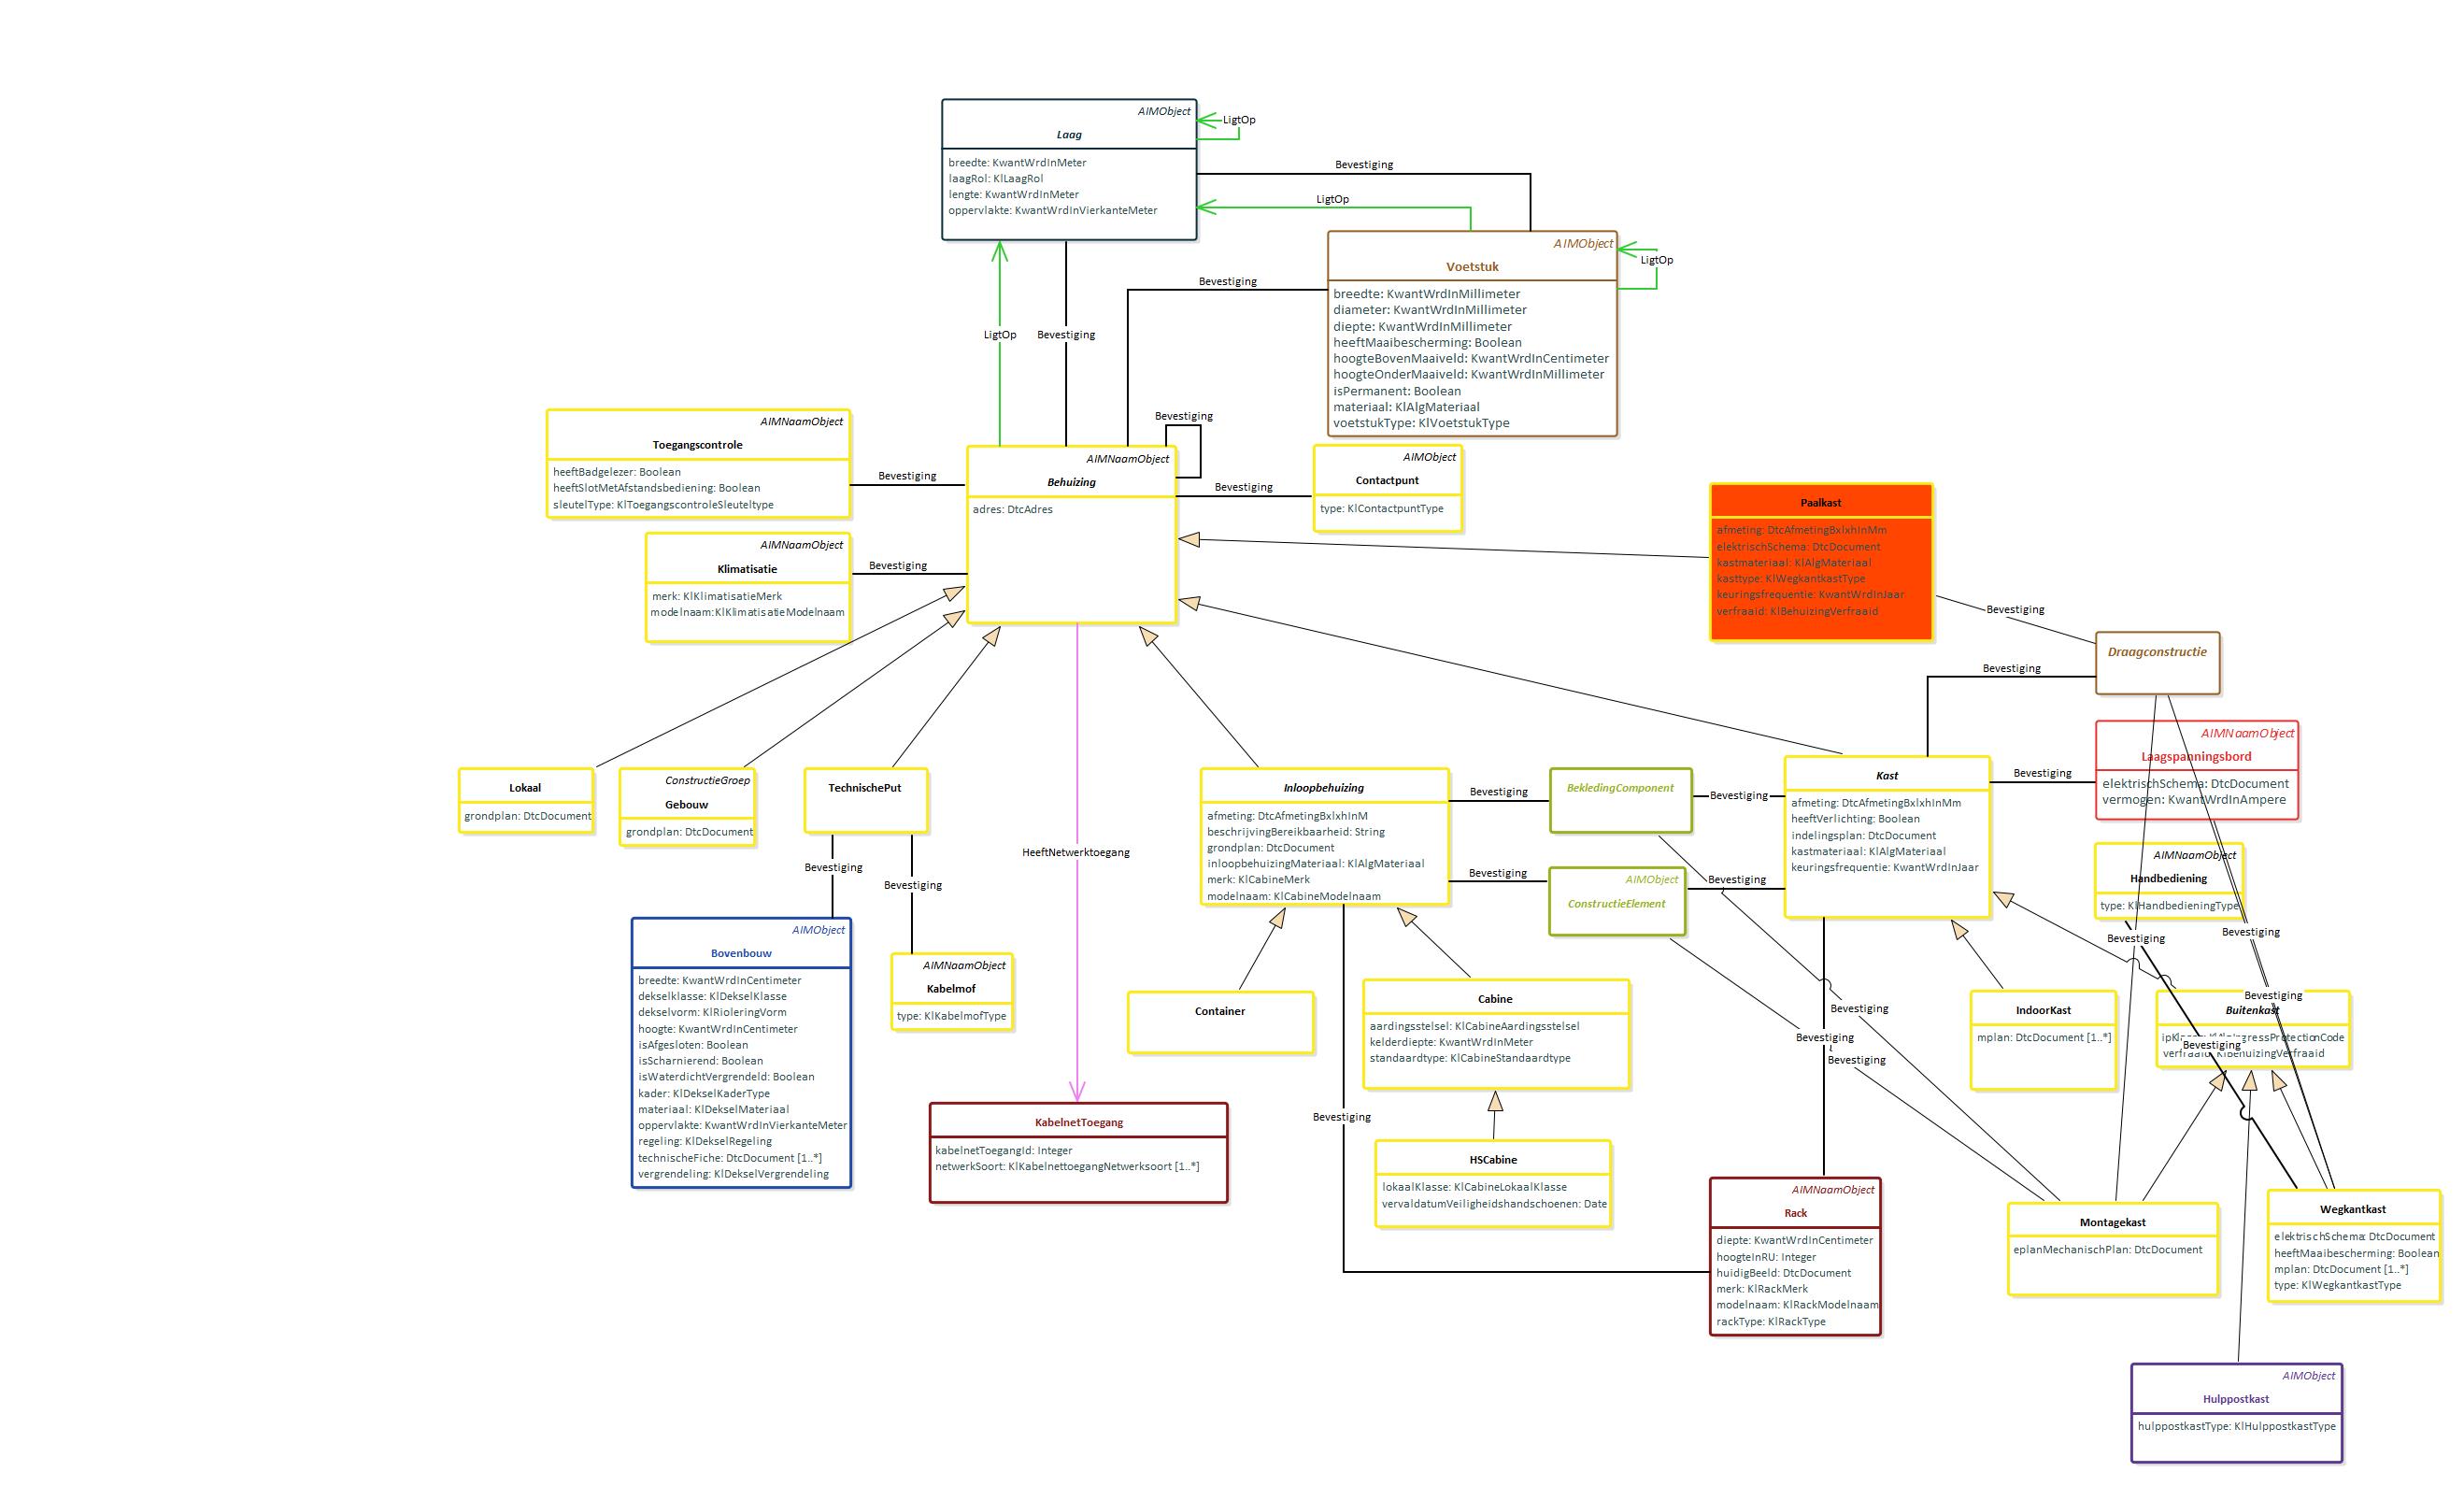 AIMObject
Laag
breedte: KwantWrdInMeter
laagRol: KlLaagRol
lengte: KwantWrdInMeter
oppervlakte: KwantWrdInVierkanteMeter
LigtOp
Bevestiging
LigtOp
AIMObject
Voetstuk
breedte: KwantWrdInMillimeter
diameter: KwantWrdInMillimeter
diepte: KwantWrdInMillimeter
heeftMaaibescherming: Boolean
hoogteBovenMaaiveld: KwantWrdInCentimeter
hoogteOnderMaaiveld: KwantWrdInMillimeter
isPermanent: Boolean
materiaal: KlAlgMateriaal
voetstukType: KlVoetstukType
LigtOp
Bevestiging
LigtOp
Bevestiging
AIMNaamObject
Toegangscontrole
heeftBadgelezer: Boolean
heeftSlotMetAfstandsbediening: Boolean
sleutelType: KlToegangscontroleSleuteltype
Bevestiging
Bevestiging
AIMNaamObject
Behuizing
adres: DtcAdres
Bevestiging
AIMObject
Contactpunt
type: KlContactpuntType
AIMNaamObject
Klimatisatie
merk: KlKlimatisatieMerk
modelnaam:KlKlimatisatieModelnaam
Bevestiging
Paalkast
afmeting: DtcAfmetingBxlxhInMm
elektrischSchema: DtcDocument
kastmateriaal: KlAlgMateriaal
kasttype: KlWegkantkastType
keuringsfrequentie: KwantWrdInJaar
verfraaid: KlBehuizingVerfraaid
Bevestiging
Draagconstructie
Bevestiging
AIMNaamObject
Laagspanningsbord
elektrischSchema: DtcDocument
vermogen: KwantWrdInAmpere
Bevestiging
Lokaal
grondplan: DtcDocument
ConstructieGroep
Gebouw
grondplan: DtcDocument
TechnischePut
Bevestiging
Bevestiging
HeeftNetwerktoegang
Inloopbehuizing
afmeting: DtcAfmetingBxlxhInM
beschrijvingBereikbaarheid: String
grondplan: DtcDocument
inloopbehuizingMateriaal: KlAlgMateriaal
merk: KlCabineMerk
modelnaam: KlCabineModelnaam
Bevestiging
BekledingComponent
Bevestiging
Bevestiging
AIMObject
ConstructieElement
Bevestiging
Kast
afmeting: DtcAfmetingBxlxhInMm
heeftVerlichting: Boolean
indelingsplan: DtcDocument
kastmateriaal: KlAlgMateriaal
keuringsfrequentie: KwantWrdInJaar
AIMNaamObject
Handbediening
type: KlHandbedieningType
Bevestiging
Bevestiging
AIMObject
Bovenbouw
breedte: KwantWrdInCentimeter
dekselklasse: KlDekselKlasse
dekselvorm: KlRioleringVorm
hoogte: KwantWrdInCentimeter
isAfgesloten: Boolean
isScharnierend: Boolean
isWaterdichtVergrendeld: Boolean
kader: KlDekselKaderType
materiaal: KlDekselMateriaal
oppervlakte: KwantWrdInVierkanteMeter
regeling: KlDekselRegeling
technischeFiche: DtcDocument [1..*]
vergrendeling: KlDekselVergrendeling
AIMNaamObject
Kabelmof
type: KlKabelmofType
Container
Cabine
aardingsstelsel: KlCabineAardingsstelsel
kelderdiepte: KwantWrdInMeter
standaardtype: KlCabineStandaardtype
Bevestiging
Bevestiging
Bevestiging
IndoorKast
mplan: DtcDocument [1..*]
Bevestiging
Buitenkast
Bevestiging
KabelnetToegang
kabelnetToegangId: Integer
netwerkSoort: KlKabelnettoegangNetwerksoort [1..*]
Bevestiging
HSCabine
lokaalKlasse: KlCabineLokaalKlasse
vervaldatumVeiligheidshandschoenen: Date
AIMNaamObject
Rack
diepte: KwantWrdInCentimeter
hoogteInRU: Integer
huidigBeeld: DtcDocument
merk: KlRackMerk
modelnaam: KlRackModelnaam
rackType: KlRackType
Montagekast
eplanMechanischPlan: DtcDocument
Wegkantkast
elektrischSchema: DtcDocument
heeftMaaibescherming: Boolean
mplan: DtcDocument [1..*]
type: KlWegkantkastType
AIMObject
Hulppostkast
hulppostkastType: KlHulppostkastType